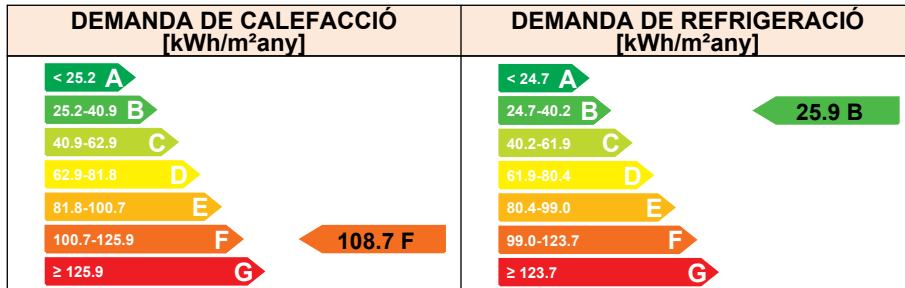 DEMANDA DE CALEFACCIÓ
[kWh/m²any]
< 25.2 A
25.2-40.9 B
40.9-62.9 C
62.9-81.8 D
81.8-100.7 E
100.7-125.9 F
108.7 F
≥ 125.9 G
DEMANDA DE REFRIGERACIÓ
[kWh/m²any]
< 24.7 A
24.7-40.2 B
25.9 B
40.2-61.9 C
61.9-80.4 D
80.4-99.0 E
99.0-123.7 F
≥ 123.7 G